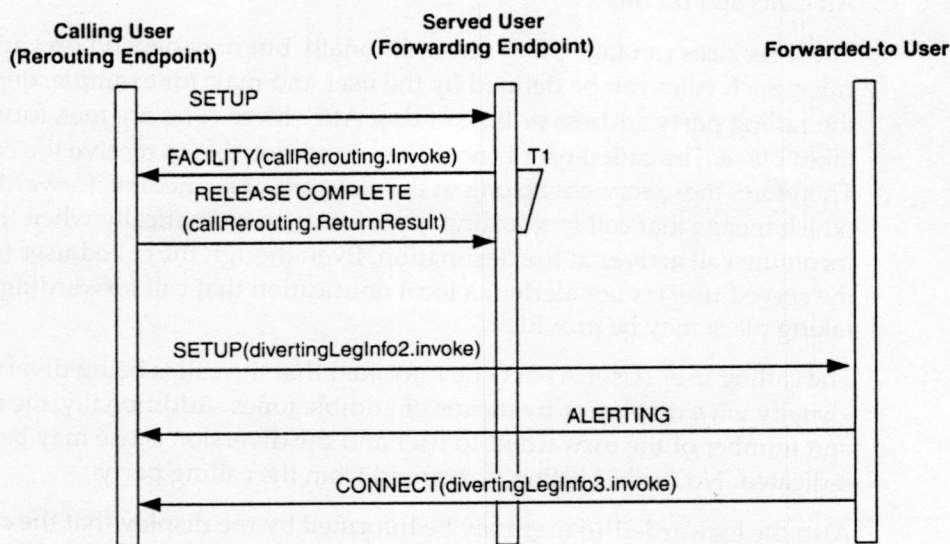 Calling User
(Rerouting Endpoint)
Served User
(Forwarding Endpoint)
Forwarded-to User
SETUP
FACILITY(callRerouting.Invoke)
T1
RELEASE COMPLETE
(callRerouting.ReturnResult)
SETUP(divertingLegInfo2.invoke)
ALERTING
CONNECT(divertingLegInfo3.invoke)